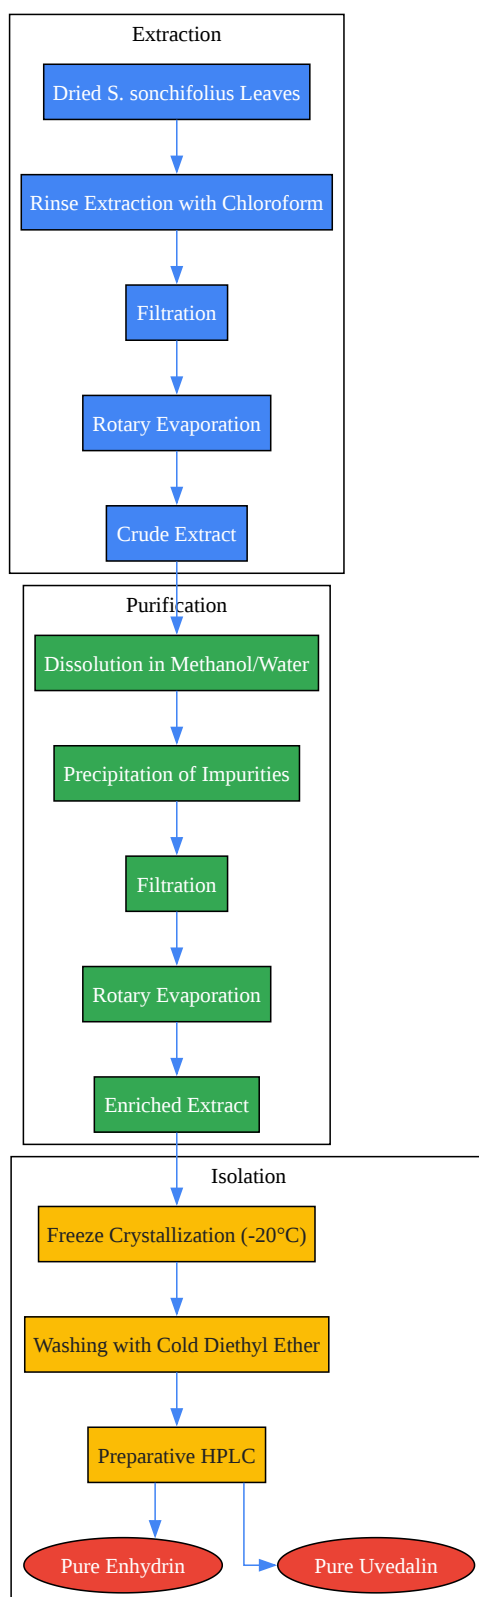 Extraction
Dried S. sonchifolius Leaves
Rinse Extraction with Chloroform
Filtration
Rotary Evaporation
Crude Extract
Purification
Dissolution in Methanol/Water
Precipitation of Impurities
Filtration
Rotary Evaporation
Enriched Extract
Isolation
Freeze Crystallization (-20°C)
Washing with Cold Diethyl Ether
Preparative HPLC
Pure Enhydrin
Pure Uvedalin